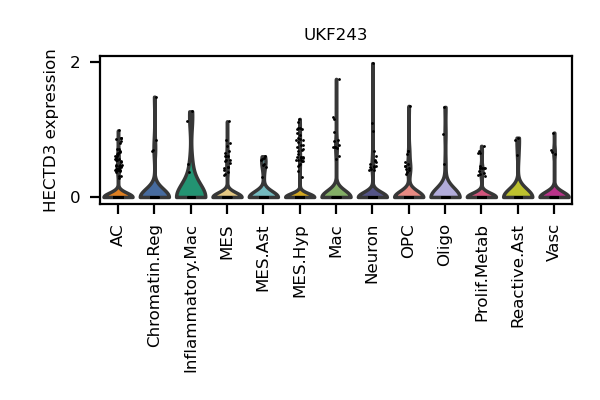 UKF243
HECTD3 expression
2
0
AC
Chromatin.Reg
Inflammatory.Mac
MES
MES.Ast
MES.Hyp
Mac
Neuron
OPC
Oligo
Prolif.Metab
Reactive.Ast
Vasc